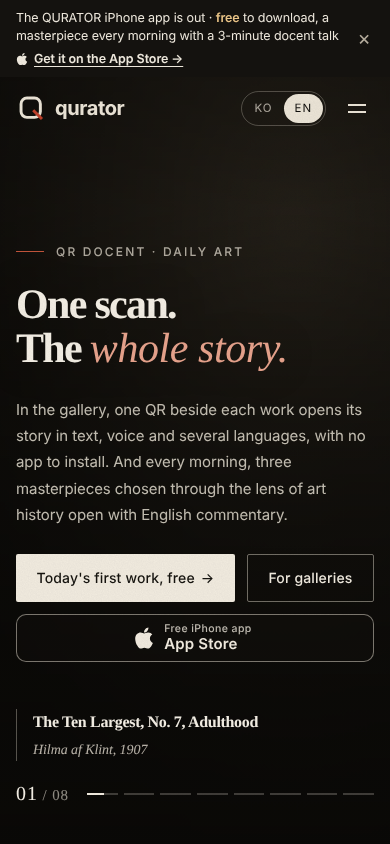 The QURATOR iPhone app is out · free to download, a
masterpiece every morning with a 3-minute docent talk
Get it on the App Store →
×
qurator
KO EN
QR DOCENT · DAILY ART
One scan.
The whole story.
In the gallery, one QR beside each work opens its
story in text, voice and several languages, with no
app to install. And every morning, three
masterpieces chosen through the lens of art
history open with English commentary.
Today's first work, free →
For galleries
Free iPhone app
App Store
The Ten Largest, No. 7, Adulthood
Hilma af Klint, 1907
01 / 08